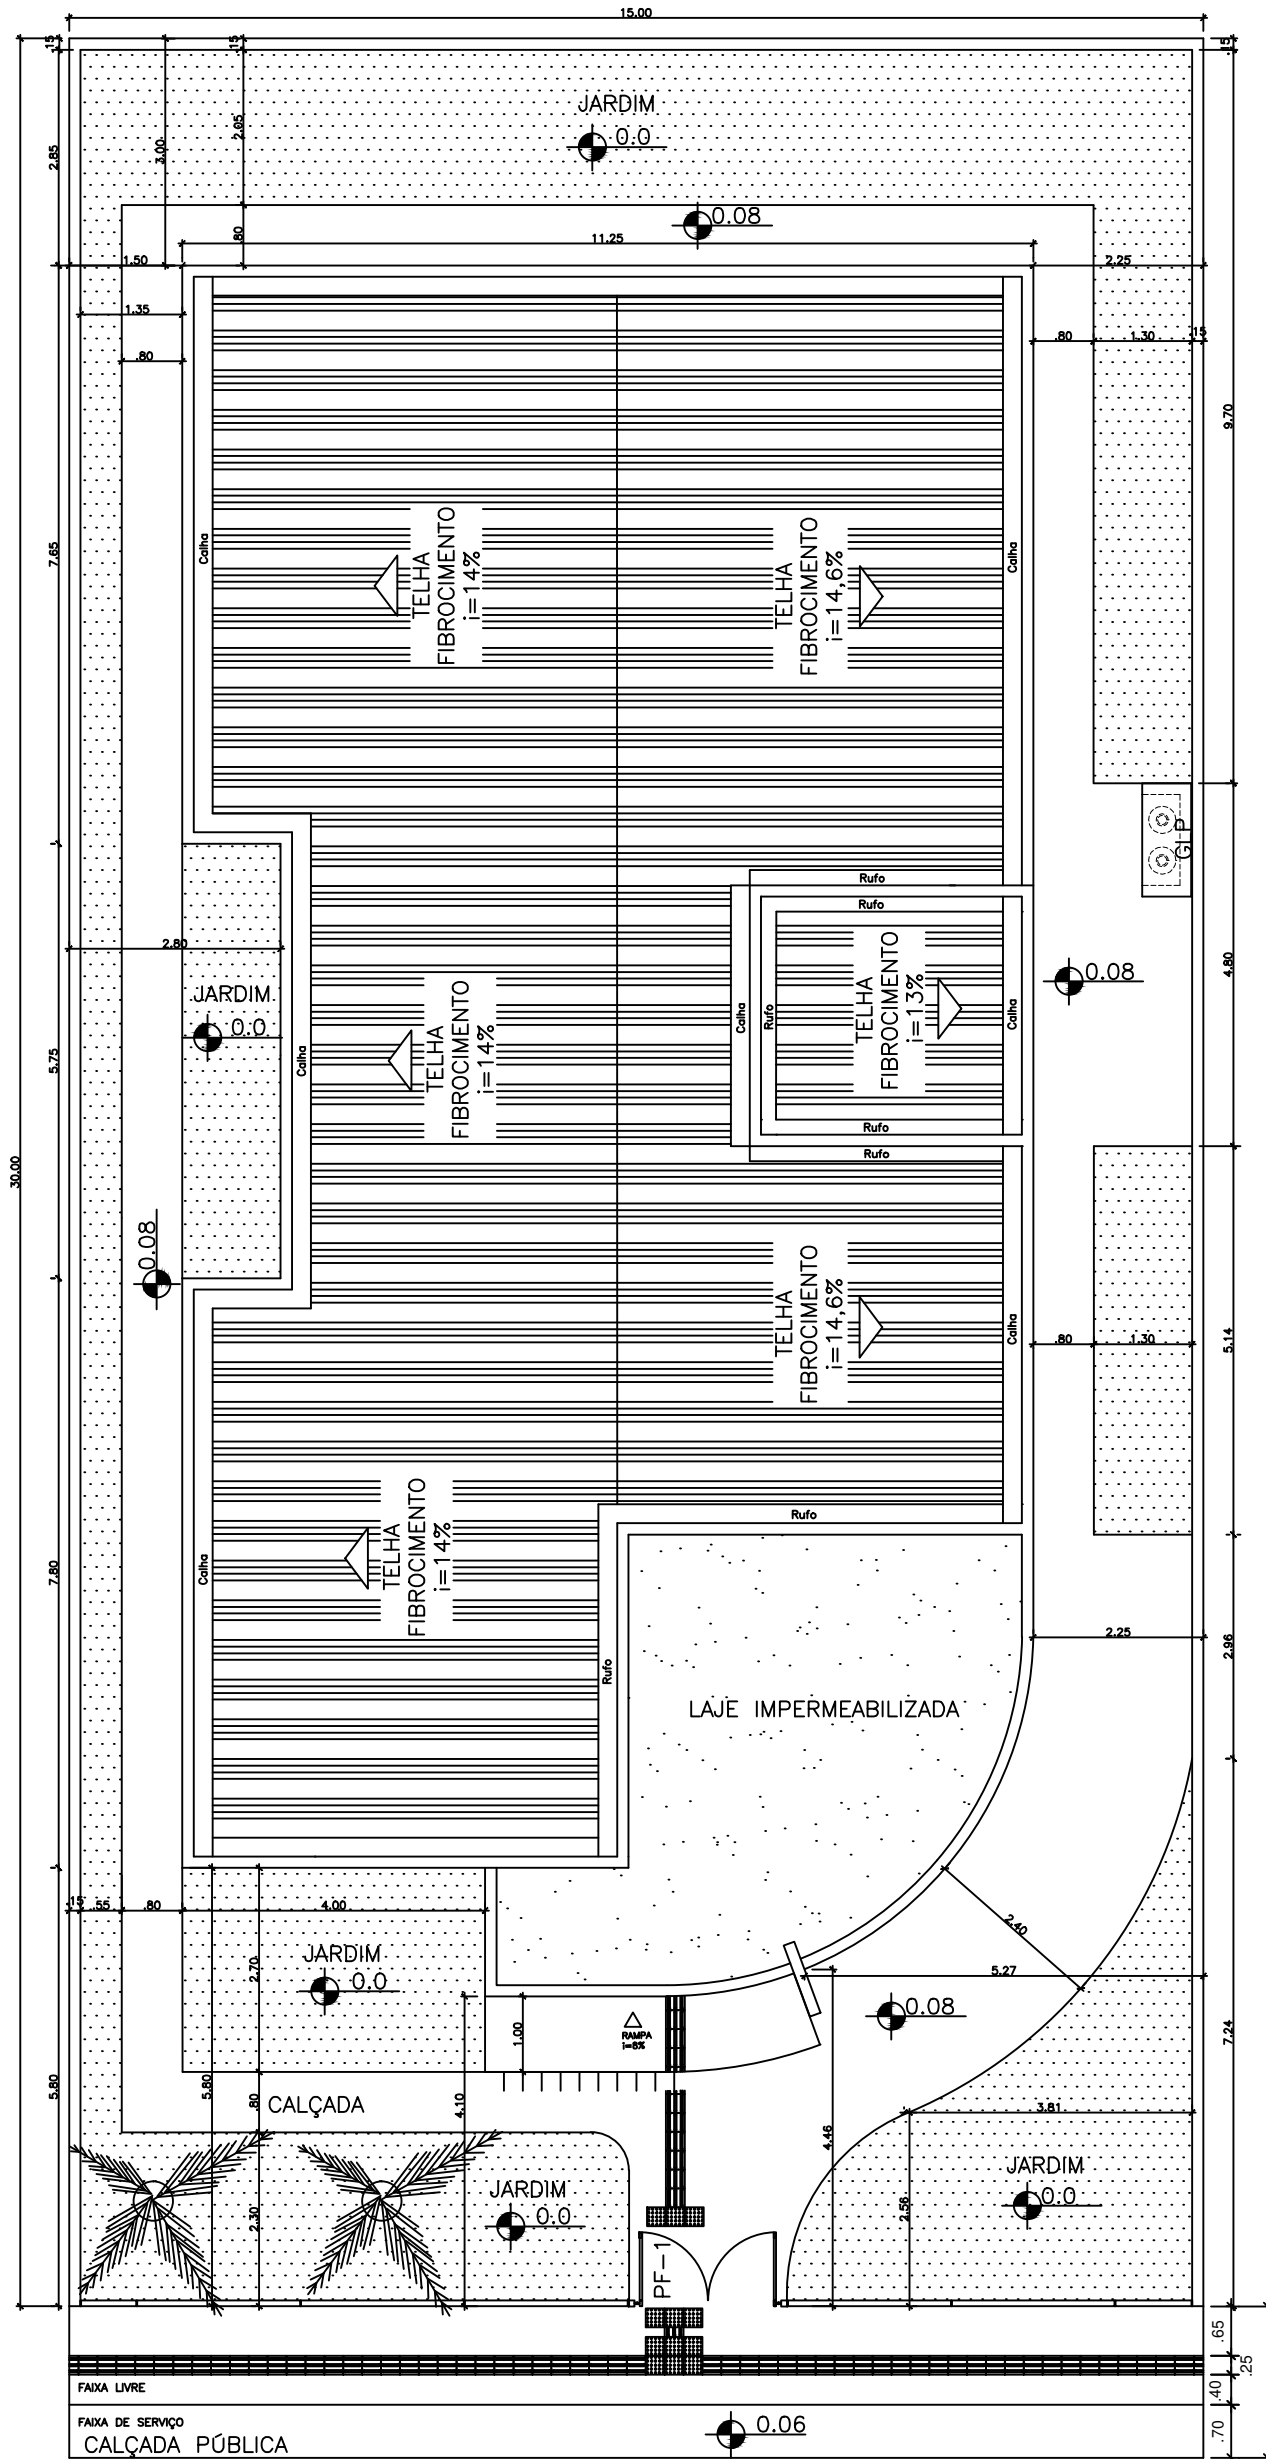 15.00
.15
.15
.15
JARDIM
0.0
2.85
3.00
2.05
0.08
.80
11.25
1.50
2.25
1.35
.80
.80
1.30
.15
9.70
7.65
Calha
TELHA
FIBROCIMENTO
i=14%
TELHA
FIBROCIMENTO
i=14,6%
Calha
GLP
Rufo
Rufo
2.80
JARDIM
0.0
Calha
TELHA
FIBROCIMENTO
i=14%
Calha
Rufo
TELHA
FIBROCIMENTO
i=13%
Calha
0.08
4.80
5.75
30.00
Rufo
Rufo
0.08
TELHA
FIBROCIMENTO
i=14,6%
Calha
.80
1.30
5.14
Rufo
7.80
Calha
TELHA
FIBROCIMENTO
i=14%
Rufo
2.25
2.96
LAJE IMPERMEABILIZADA
.15
.55
.80
4.00
2.40
JARDIM
0.0
2.70
5.27
0.08
1.00
RAMPA
i=8%
7.24
5.80
5.80
.80
CALÇADA
4.10
4.46
3.81
JARDIM
0.0
JARDIM
0.0
2.30
2.56
PF-1
.65
.25
FAIXA LIVRE
.40
FAIXA DE SERVIÇO
CALÇADA PÚBLICA
0.06
.70